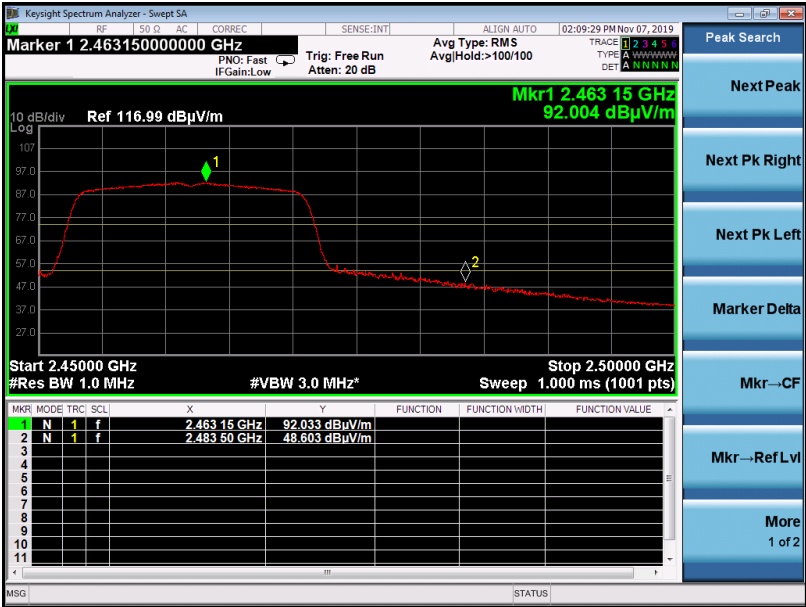 Keysight Spectrum Analyzer - Swept SA
LXI RF 50 Ω AC CORREC SENSE:INT ALIGN AUTO 02:09:29 PM Nov 07, 2019
Marker 1 2.463150000000 GHz
PNO: Fast
IFGain:Low
Trig: Free Run
Atten: 20 dB
Avg Type: RMS
Avg|Hold:>100/100
TRACE 1 2 3 4 5 6
TYPE A WWWWW
DET A N N N N N
Peak Search
Next Peak
Next Pk Right
Next Pk Left
Marker Delta
Mkr→CF
Mkr→Ref Lvl
More
1 of 2
Mkr1 2.463 15 GHz
92.004 dBµV/m
10 dB/div Ref 116.99 dBµV/m
Log
107
97.0
87.0
77.0
67.0
57.0
47.0
37.0
27.0
1
2
Start 2.45000 GHz Stop 2.50000 GHz
#Res BW 1.0 MHz #VBW 3.0 MHz* Sweep 1.000 ms (1001 pts)
MKR MODE TRC SCL X Y FUNCTION FUNCTION WIDTH FUNCTION VALUE
1 N 1 f 2.463 15 GHz 92.033 dBµV/m
2 N 1 f 2.483 50 GHz 48.603 dBµV/m
3
4
5
6
7
8
9
10
11
MSG STATUS